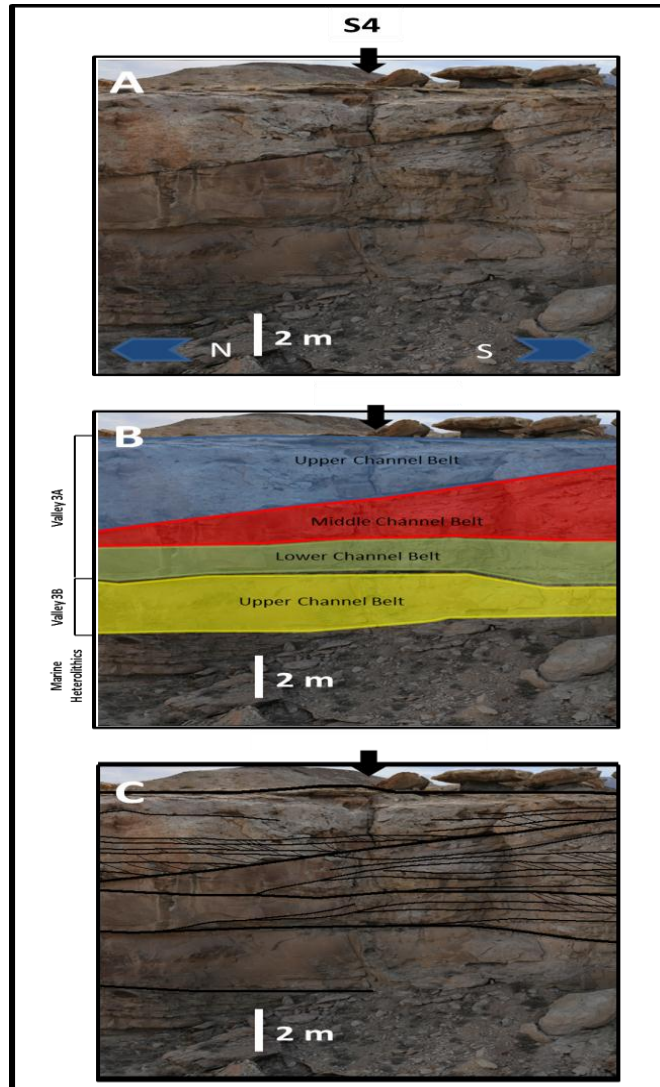 S4
A
N
2 m
S
B
Upper Channel Belt
Middle Channel Belt
Lower Channel Belt
Upper Channel Belt
2 m
Valley 3A
Valley 3B
Marine
Heterolithics
C
2 m